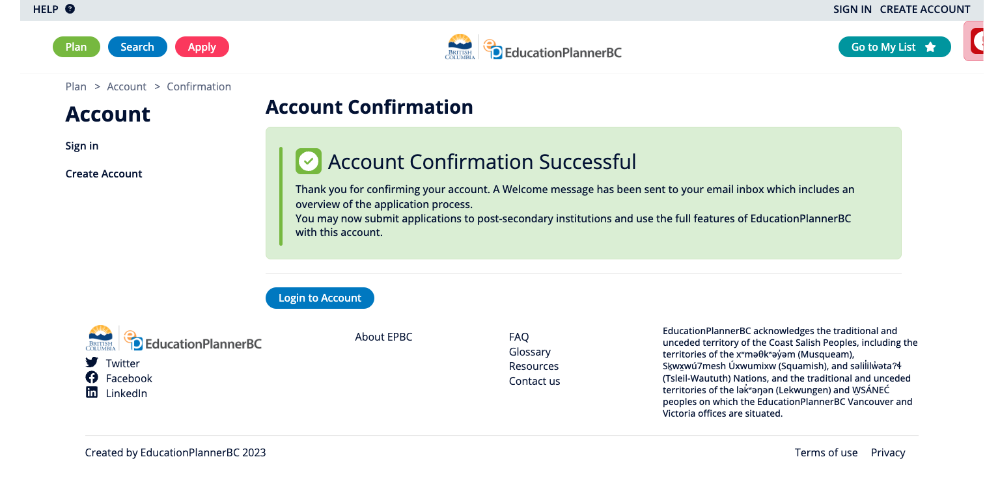 HELP
SIGN IN CREATE ACCOUNT
Plan Search Apply
BRITISH
COLUMBIA
ep EducationPlannerBC
Go to My List
Plan > Account > Confirmation
Account
Sign in
Create Account
Account Confirmation
Account Confirmation Successful
Thank you for confirming your account. A Welcome message has been sent to your email inbox which includes an
overview of the application process.
You may now submit applications to post-secondary institutions and use the full features of EducationPlannerBC
with this account.
Login to Account
BRITISH
COLUMBIA
ep EducationPlannerBC
Twitter
Facebook
LinkedIn
About EPBC
FAQ
Glossary
Resources
Contact us
EducationPlannerBC acknowledges the traditional and
unceded territory of the Coast Salish Peoples, including the
territories of the xʷməθkʷəy̓əm (Musqueam),
Sḵwx̱wú7mesh Úxwumixw (Squamish), and səlil̓ilw̓ətaʔɬ
(Tsleil-Waututh) Nations, and the traditional and unceded
territories of the lək̓ʷəŋən (Lekwungen) and W̱SÁNEĆ
peoples on which the EducationPlannerBC Vancouver and
Victoria offices are situated.
Created by EducationPlannerBC 2023
Terms of use Privacy